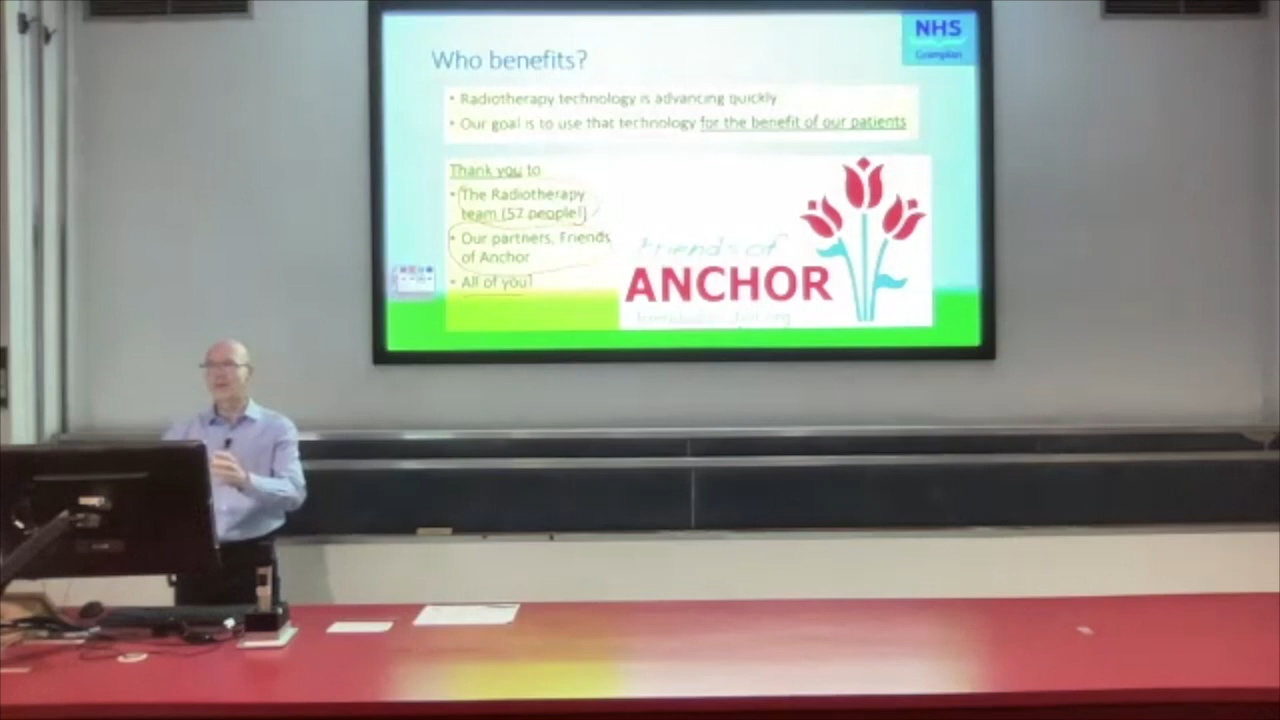 NHS
Grampian
Who benefits?
• Radiotherapy technology is advancing quickly
• Our goal is to use that technology for the benefit of our patients
Thank you to
• The Radiotherapy
team (57 people!)
• Our partners, Friends
of Anchor
• All of you!
Friends of
ANCHOR